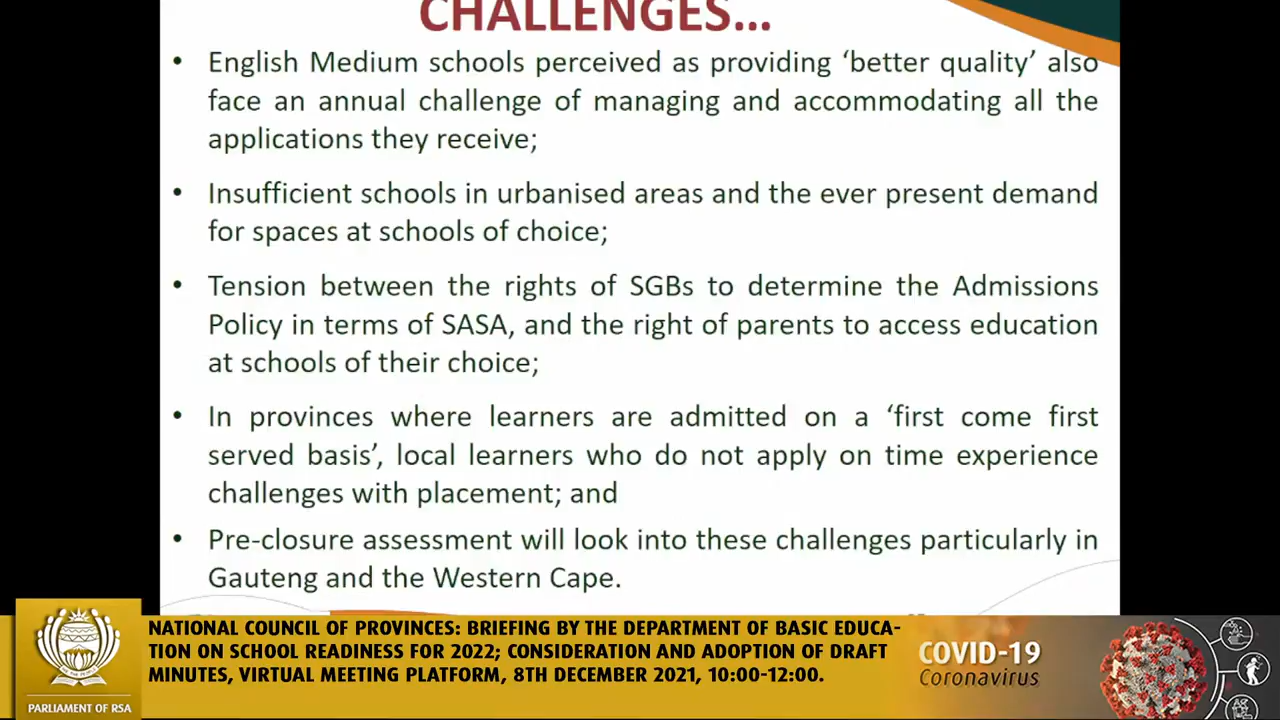 CHALLENGES...
• English Medium schools perceived as providing ‘better quality’ also
face an annual challenge of managing and accommodating all the
applications they receive;
• Insufficient schools in urbanised areas and the ever present demand
for spaces at schools of choice;
• Tension between the rights of SGBs to determine the Admissions
Policy in terms of SASA, and the right of parents to access education
at schools of their choice;
• In provinces where learners are admitted on a ‘first come first
served basis’, local learners who do not apply on time experience
challenges with placement; and
• Pre-closure assessment will look into these challenges particularly in
Gauteng and the Western Cape.
NATIONAL COUNCIL OF PROVINCES: BRIEFING BY THE DEPARTMENT OF BASIC EDUCA-
TION ON SCHOOL READINESS FOR 2022; CONSIDERATION AND ADOPTION OF DRAFT
MINUTES, VIRTUAL MEETING PLATFORM, 8TH DECEMBER 2021, 10:00-12:00.
PARLIAMENT OF RSA
COVID-19
Coronavirus